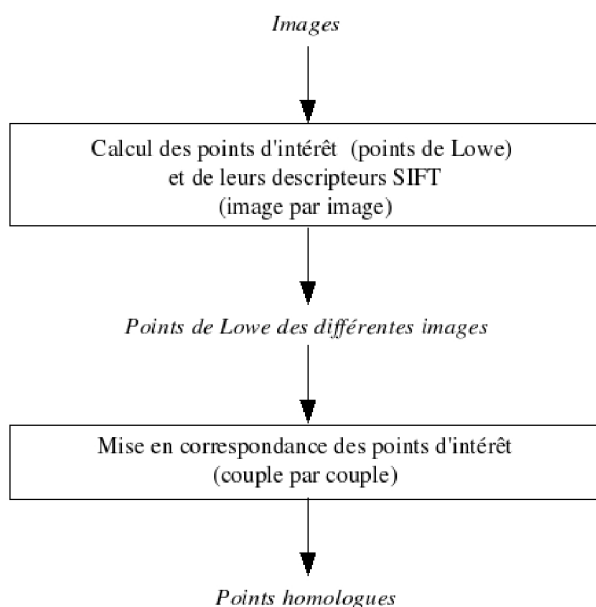 Images
Calcul des points d'intérêt (points de Lowe)
et de leurs descripteurs SIFT
(image par image)
Points de Lowe des différentes images
Mise en correspondance des points d'intérêt
(couple par couple)
Points homologues